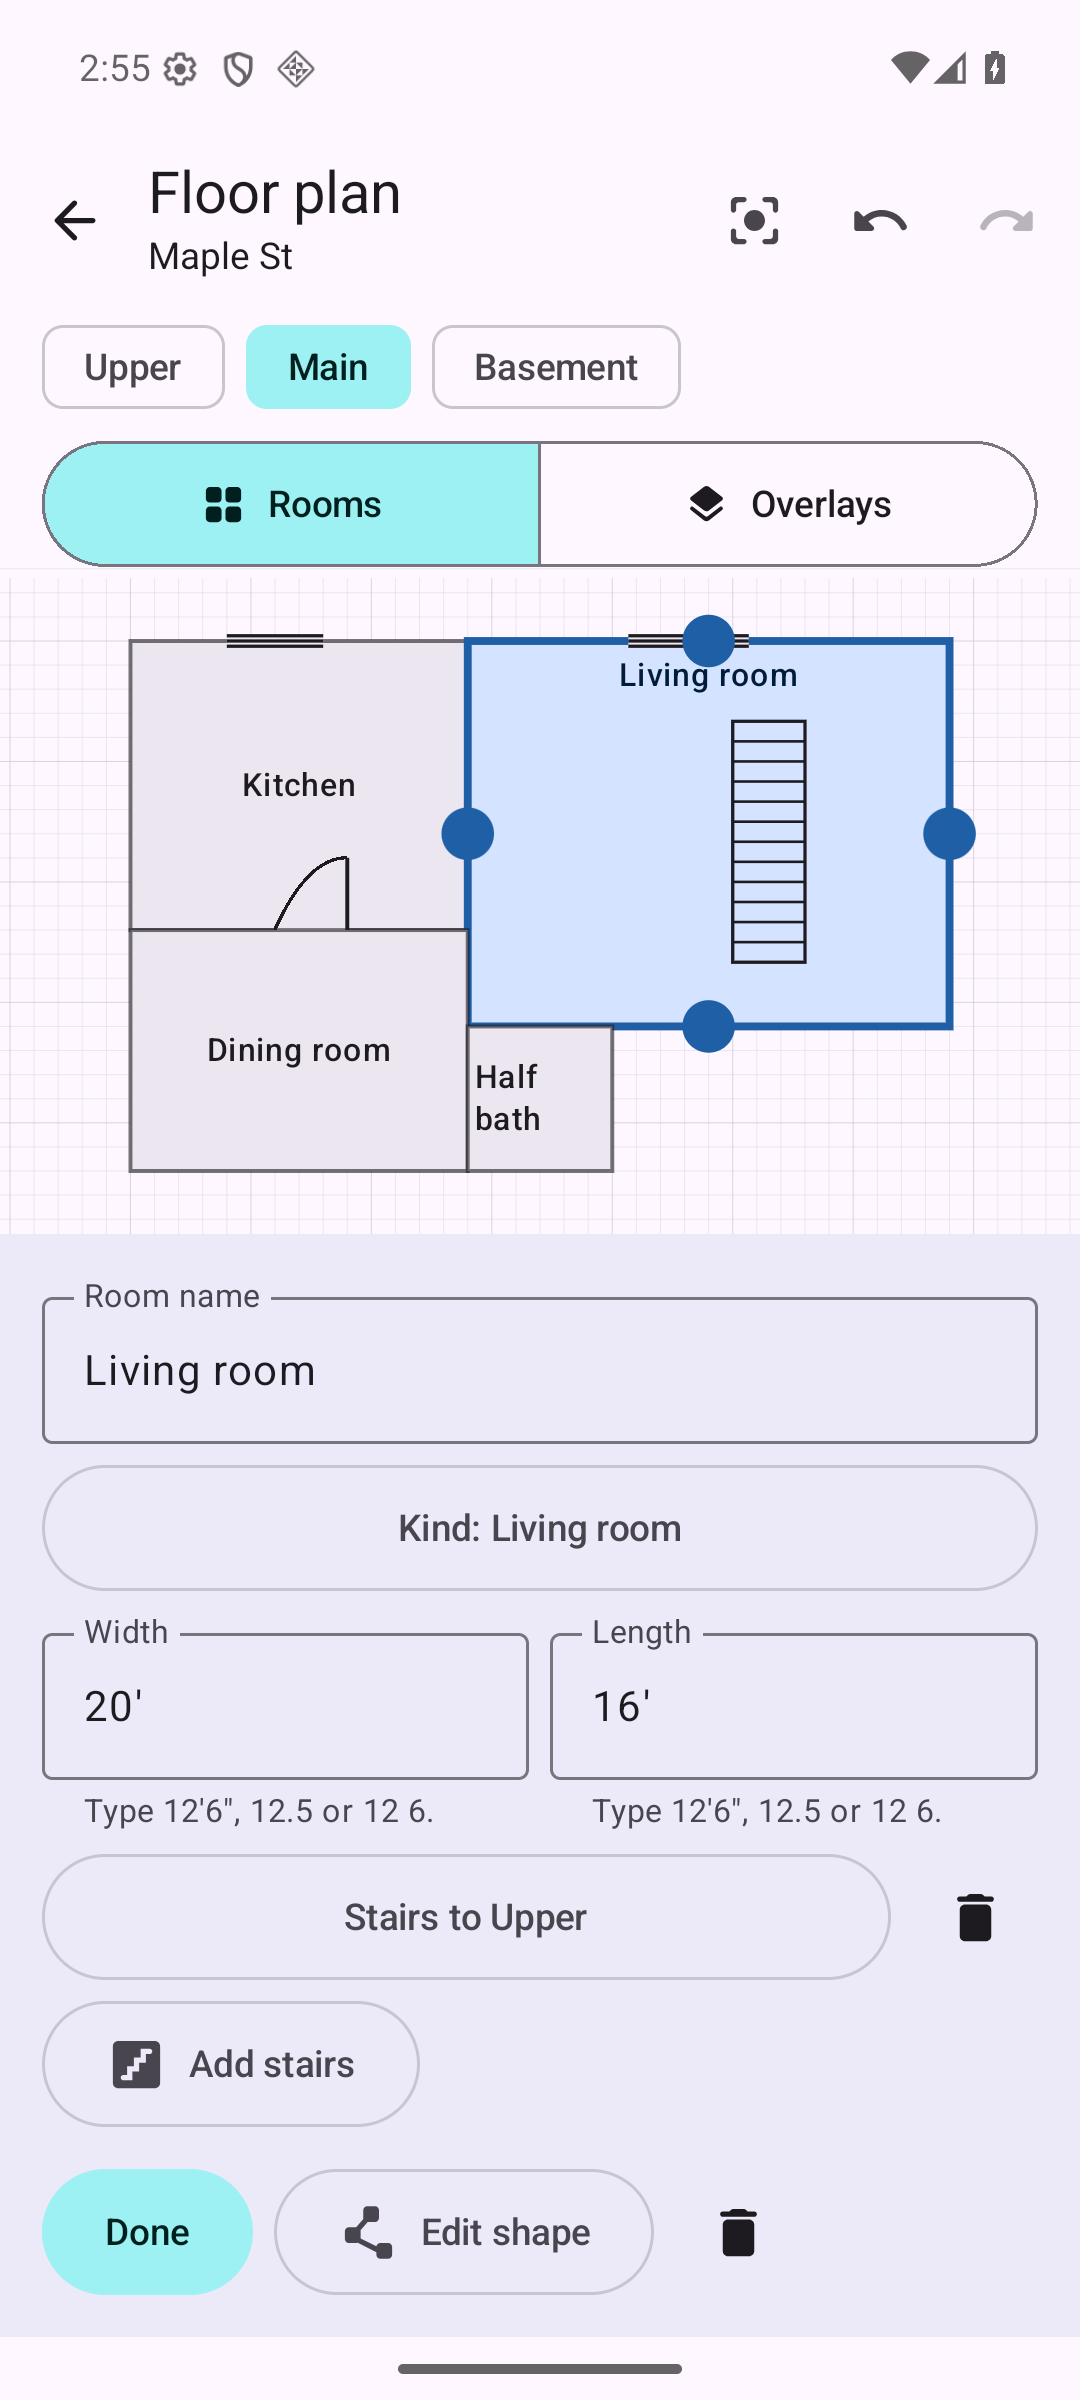 2:55
Floor plan
Maple St
Upper
Main
Basement
Rooms
Overlays
Living room
Kitchen
Dining room
Half
bath
Room name
Living room
Kind: Living room
Width
Length
20'
16'
Type 12'6", 12.5 or 12 6.
Type 12'6", 12.5 or 12 6.
Stairs to Upper
Add stairs
Done
Edit shape